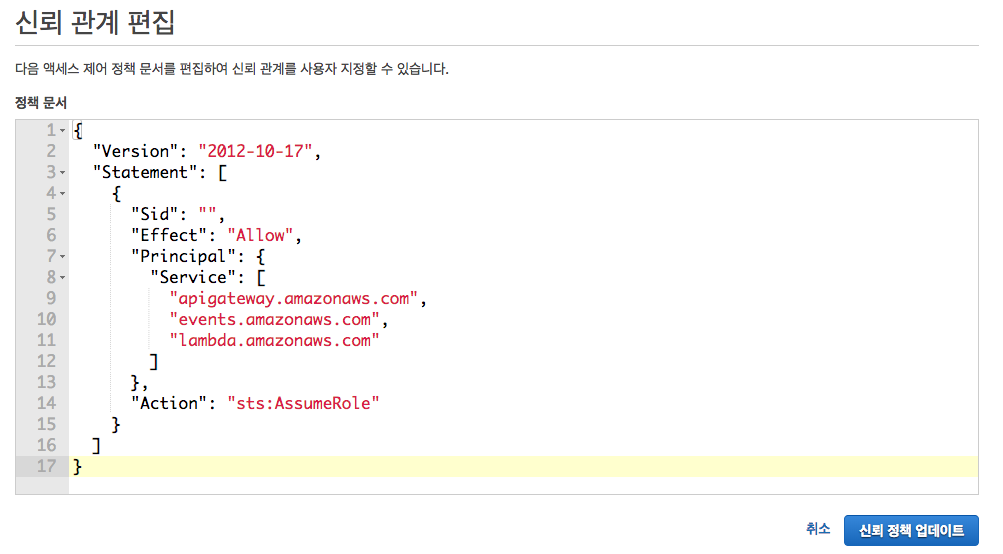 신뢰 관계 편집
다음 액세스 제어 정책 문서를 편집하여 신뢰 관계를 사용자 지정할 수 있습니다.
정책 문서
1 {
2 "Version": "2012-10-17",
3 "Statement": [
4 {
5 "Sid": "",
6 "Effect": "Allow",
7 "Principal": {
8 "Service": [
9 "apigateway.amazonaws.com",
10 "events.amazonaws.com",
11 "lambda.amazonaws.com"
12 ]
13 },
14 "Action": "sts:AssumeRole"
15 }
16 ]
17 }
취소 신뢰 정책 업데이트